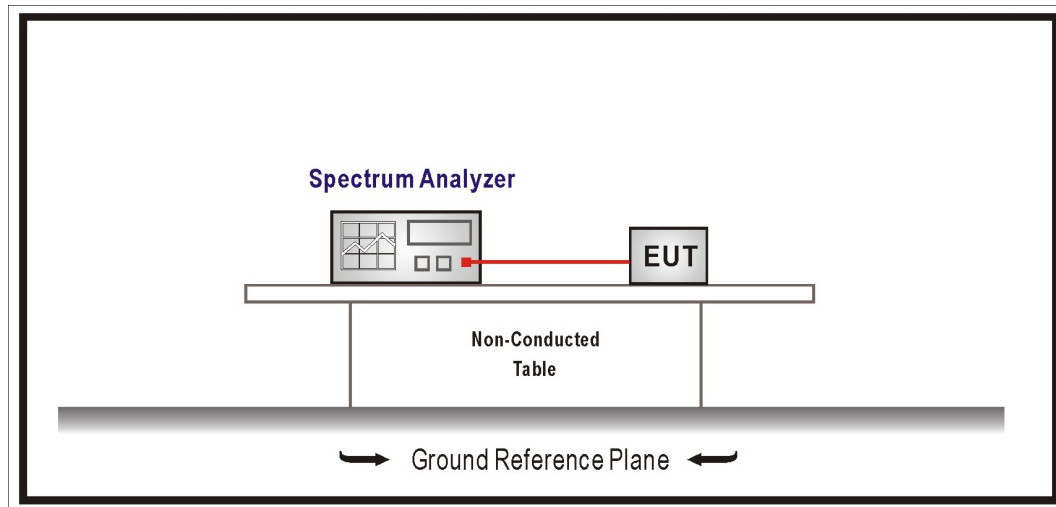 Spectrum Analyzer
EUT
Non-Conducted
Table
Ground Reference Plane